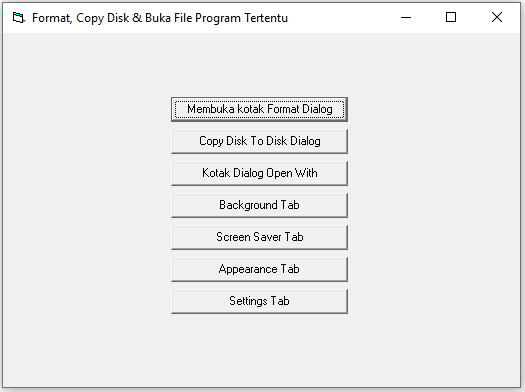 Format, Copy Disk & Buka File Program Tertentu
Membuka kotak Format Dialog
Copy Disk To Disk Dialog
Kotak Dialog Open With
Background Tab
Screen Saver Tab
Appearance Tab
Settings Tab